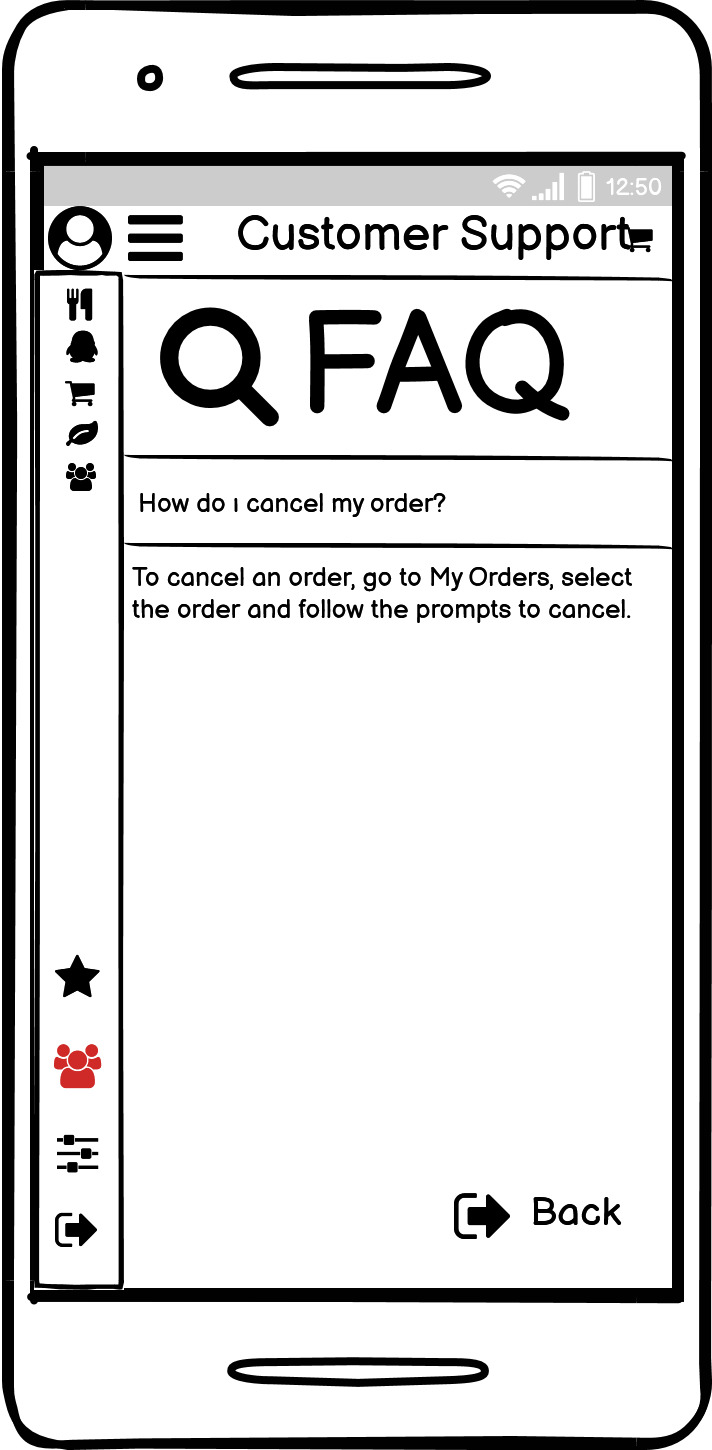 12:50
Customer Support
FAQ
How do ı cancel my order?
To cancel an order, go to My Orders, select
the order and follow the prompts to cancel.
Back